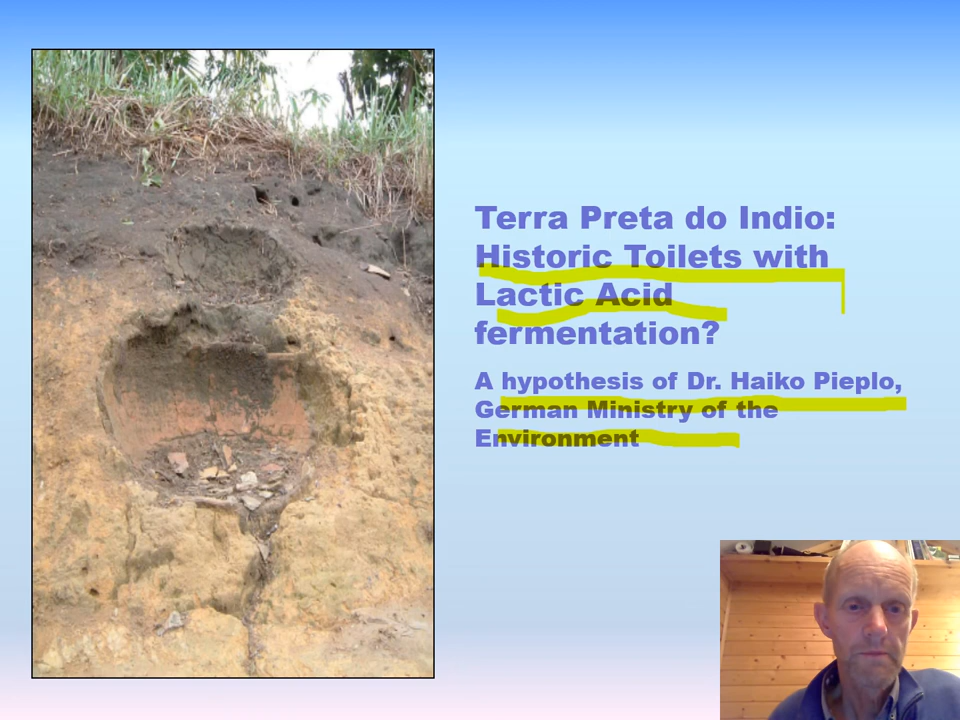 Terra Preta do Indio:
Historic Toilets with
Lactic Acid
fermentation?
A hypothesis of Dr. Haiko Pieplo,
German Ministry of the
Environment